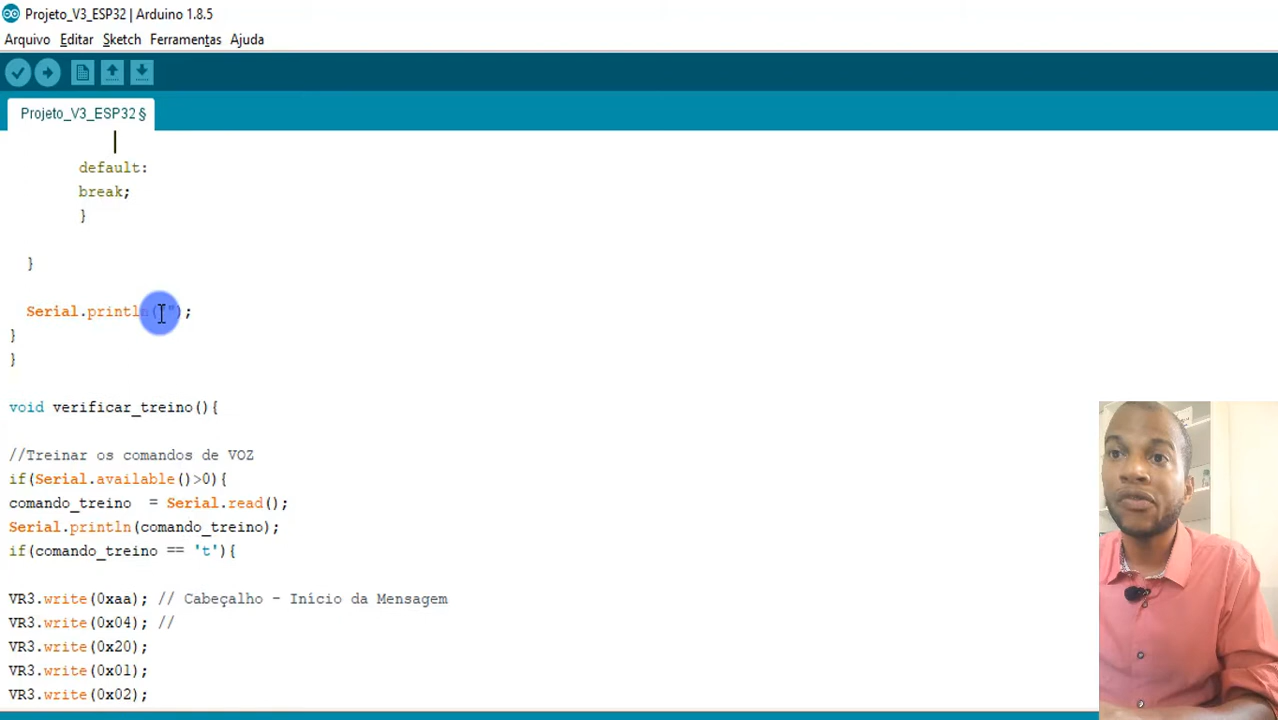 Projeto_V3_ESP32 | Arduino 1.8.5
Arquivo Editar Sketch Ferramentas Ajuda
Projeto_V3_ESP32 §
default:
break;
}
}
Serial.println("");
}
}
void verificar_treino(){
//Treinar os comandos de VOZ
if(Serial.available()>0){
comando_treino  = Serial.read();
Serial.println(comando_treino);
if(comando_treino == 't'){
VR3.write(0xaa); // Cabeçalho - Início da Mensagem
VR3.write(0x04); //
VR3.write(0x20);
VR3.write(0x01);
VR3.write(0x02);